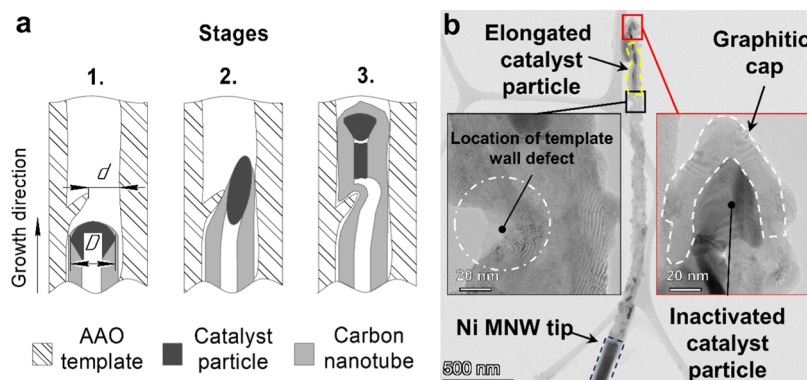 a
Stages
1.
2.
3.
Growth direction
d
D
AAO
template
Catalyst
particle
Carbon
nanotube
b
Elongated
catalyst
particle
Graphitic
cap
Location of template
wall defect
20 nm
20 nm
Ni MNW tip
Inactivated
catalyst
particle
500 nm